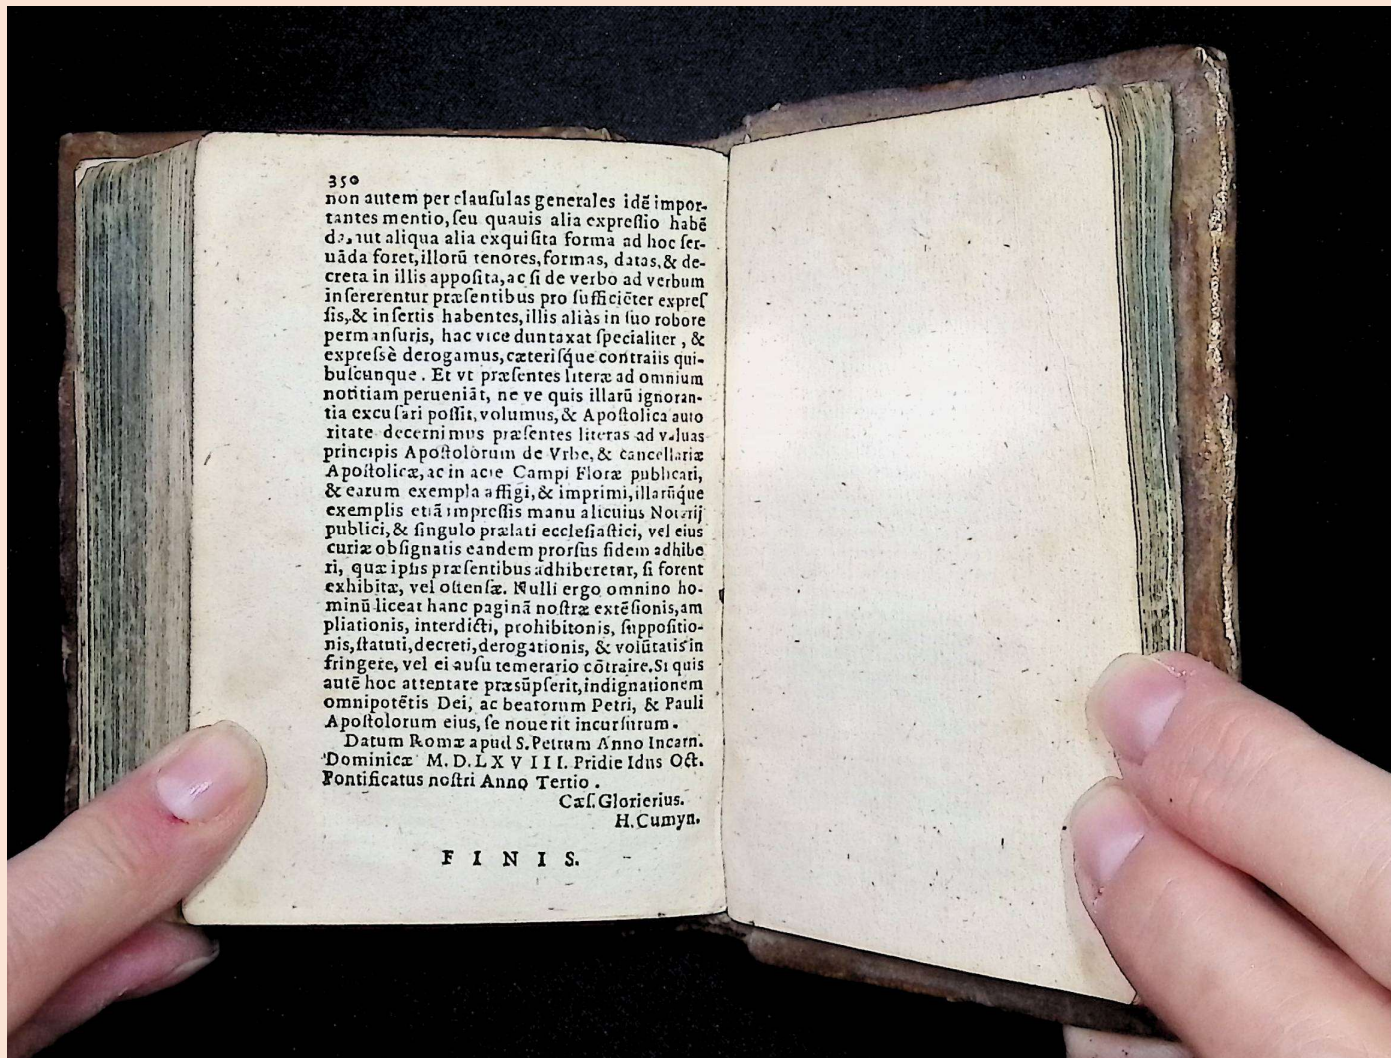 350
non autem per clauſulas generales idē impor-
tantes mentio, ſeu quauis alia expreſſio habē
aliqua alia exquiſita forma ad hoc ſer-
uāda foret, illorū tenores, formas, datas, & de-
creta in illis appoſita, ac ſi de verbo ad verbum
inſererentur præſentibus pro ſufficiēter expreſ
ſis, & inſertis habentes, illis aliàs in ſuo robore
permanſuris, hac vice duntaxat ſpecialiter, &
expreſsè derogamus, cæteriſq́ue contraiis qui-
buſcunque. Et vt præſentes literæ ad omnium
notitiam perueniāt, ne ve quis illarū ignoran-
tia excuſari poſſit, volumus, & Apoſtolica auto
ritate decernimus præſentes literas ad valuas
principis Apoſtolorum de Vrbe, & cancellariæ
Apoſtolicæ, ac in acie Campi Floræ publicari,
& earum exempla affigi, & imprimi, illarūque
exemplis etiā impreſſis manu alicuius Notarij
publici, & ſingulo prælati eccleſiaſtici, vel eius
curiæ obſignatis eandem prorſus fidem adhibe
ri, quæ ipſis præſentibus adhiberetur, ſi forent
exhibitæ, vel oſtenſæ. Nulli ergo omnino ho-
minū liceat hanc paginā noſtræ extēſionis, am
pliationis, interdicti, prohibitonis, ſuppoſitio-
nis, ſtatuti, decreti, derogationis, & volūtatis in
fringere, vel ei auſu temerario cōtraire. Si quis
autē hoc attentare præsūpſerit, indignationem
omnipotētis Dei, ac beatorum Petri, & Pauli
Apoſtolorum eius, ſe nouerit incurſurum.
Datum Romæ apud S. Petrum Anno Incarn.
Dominicæ M. D. L X V I I I. Pridie Idus Oct.
Pontificatus noſtri Anno Tertio.
Cæſ. Glorierius.
H. Cumyn.
F I N I S.